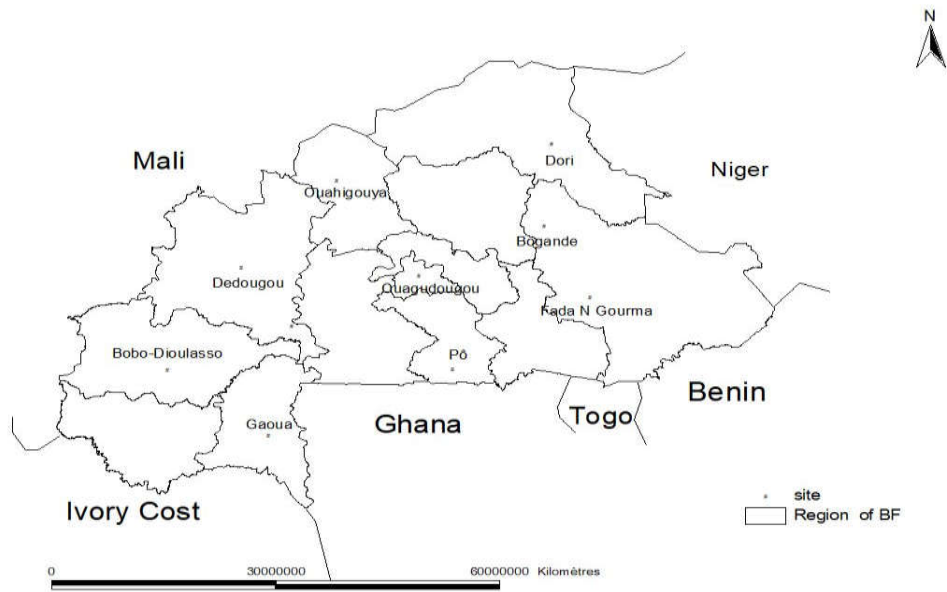 N
Mali
Dori
Niger
Ouahigouya
Bogande
Dedougou
Ouagudougou
Fada N Gourma
Bobo-Dioulasso
Pô
Benin
Gaoua
Ghana
Togo
Ivory Cost
site
Region of BF
0 30000000 60000000 Kilomètres